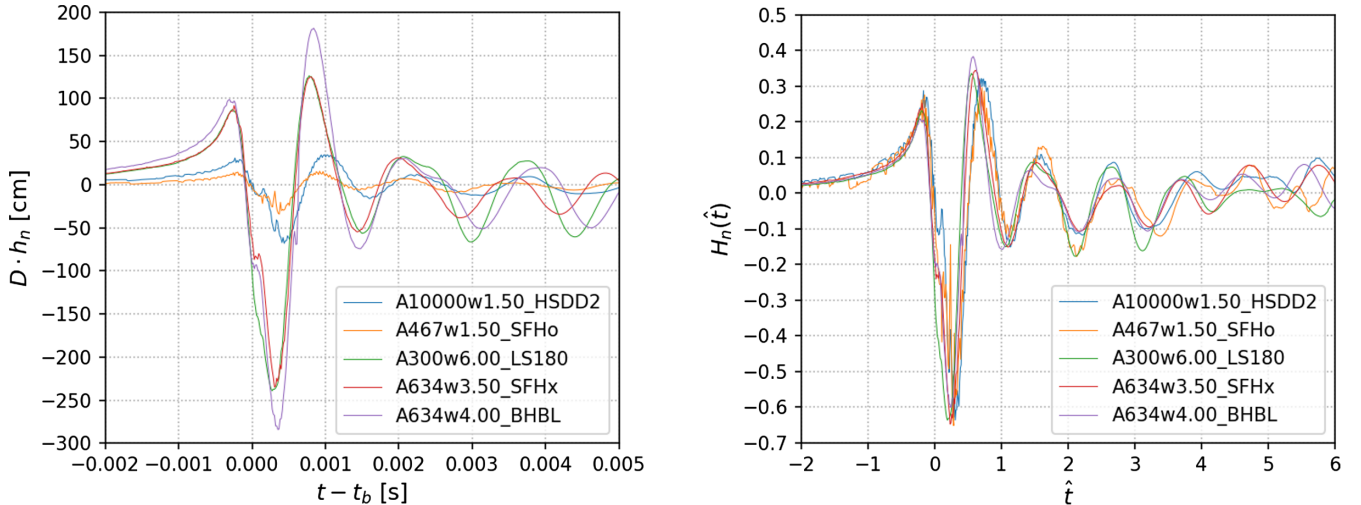 200
150
100
50
0
−50
−100
−150
−200
−250
−300
D · hₙ [cm]
−0.002 −0.001 0.000 0.001 0.002 0.003 0.004 0.005
t − t_b [s]
A10000w1.50_HSDD2
A467w1.50_SFHo
A300w6.00_LS180
A634w3.50_SFHx
A634w4.00_BHBL
0.5
0.4
0.3
0.2
0.1
0.0
−0.1
−0.2
−0.3
−0.4
−0.5
−0.6
−0.7
Hₙ(t̂)
−2 −1 0 1 2 3 4 5 6
t̂
A10000w1.50_HSDD2
A467w1.50_SFHo
A300w6.00_LS180
A634w3.50_SFHx
A634w4.00_BHBL